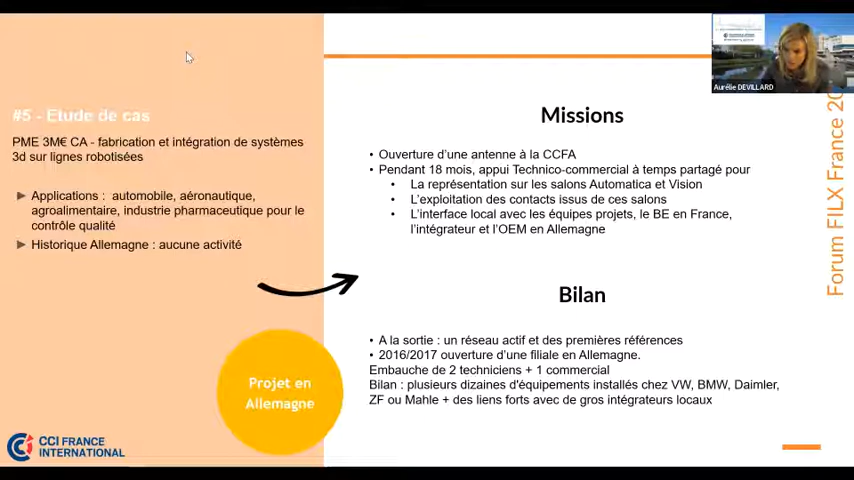 #5 - Etude de cas
PME 3M€ CA - fabrication et intégration de systèmes
3d sur lignes robotisées
► Applications : automobile, aéronautique,
agroalimentaire, industrie pharmaceutique pour le
contrôle qualité
► Historique Allemagne : aucune activité
Projet en
Allemagne
CCI FRANCE
INTERNATIONAL
Missions
• Ouverture d'une antenne à la CCFA
• Pendant 18 mois, appui Technico-commercial à temps partagé pour
• La représentation sur les salons Automatica et Vision
• L'exploitation des contacts issus de ces salons
• L'interface local avec les équipes projets, le BE en France,
l'intégrateur et l'OEM en Allemagne
Bilan
• A la sortie : un réseau actif et des premières références
• 2016/2017 ouverture d'une filiale en Allemagne.
Embauche de 2 techniciens + 1 commercial
Bilan : plusieurs dizaines d'équipements installés chez VW, BMW, Daimler,
ZF ou Mahle + des liens forts avec de gros intégrateurs locaux
Aurélie DEVILLARD
Forum FILX France 20